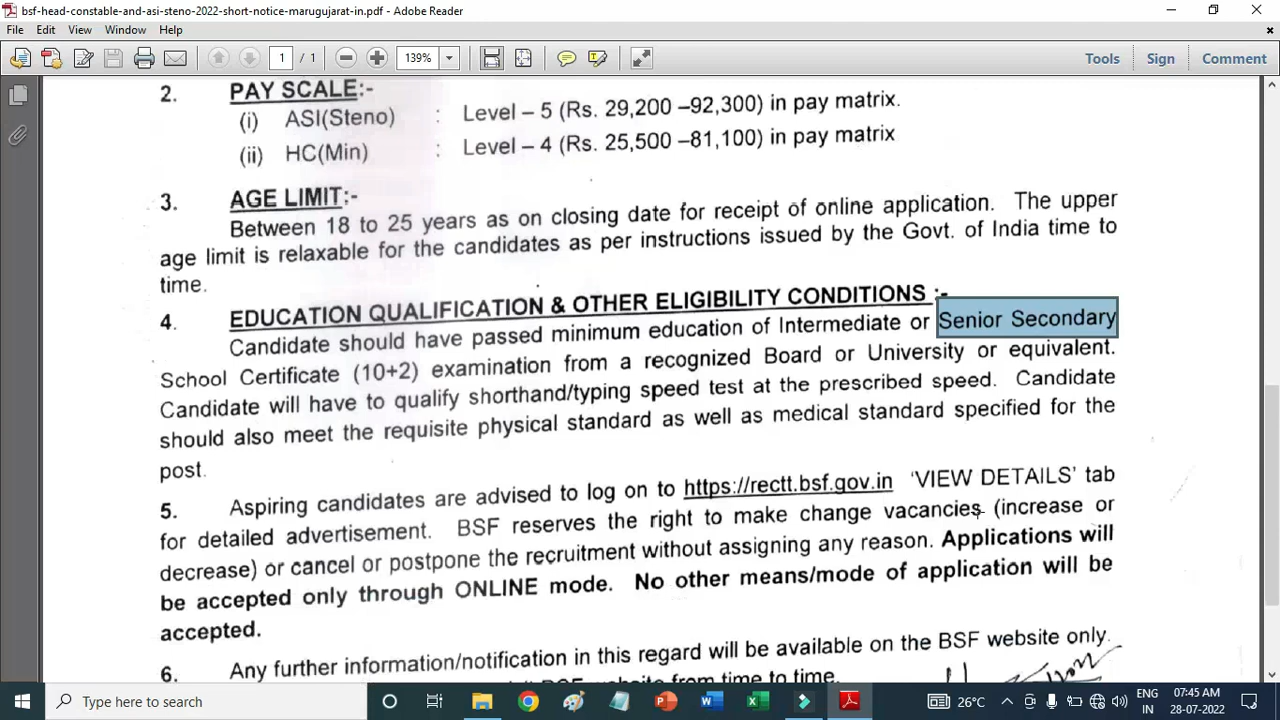 bsf-head-constable-and-asi-steno-2022-short-notice-marugujarat-in.pdf - Adobe Reader
File Edit View Window Help
1 / 1 139% Tools Sign Comment
2. PAY SCALE:-
(i) ASI(Steno) : Level – 5 (Rs. 29,200 –92,300) in pay matrix.
(ii) HC(Min) : Level – 4 (Rs. 25,500 –81,100) in pay matrix
3. AGE LIMIT:-
Between 18 to 25 years as on closing date for receipt of online application. The upper
age limit is relaxable for the candidates as per instructions issued by the Govt. of India time to
time.
4. EDUCATION QUALIFICATION & OTHER ELIGIBILITY CONDITIONS :-
Candidate should have passed minimum education of Intermediate or Senior Secondary
School Certificate (10+2) examination from a recognized Board or University or equivalent.
Candidate will have to qualify shorthand/typing speed test at the prescribed speed. Candidate
should also meet the requisite physical standard as well as medical standard specified for the
post.
5. Aspiring candidates are advised to log on to https://rectt.bsf.gov.in 'VIEW DETAILS' tab
for detailed advertisement. BSF reserves the right to make change vacancies (increase or
decrease) or cancel or postpone the recruitment without assigning any reason. Applications will
be accepted only through ONLINE mode. No other means/mode of application will be
accepted.
6. Any further information/notification in this regard will be available on the BSF website only.
BSF website from time to time.
Type here to search 26°C ENG 07:45 AM
IN 28-07-2022